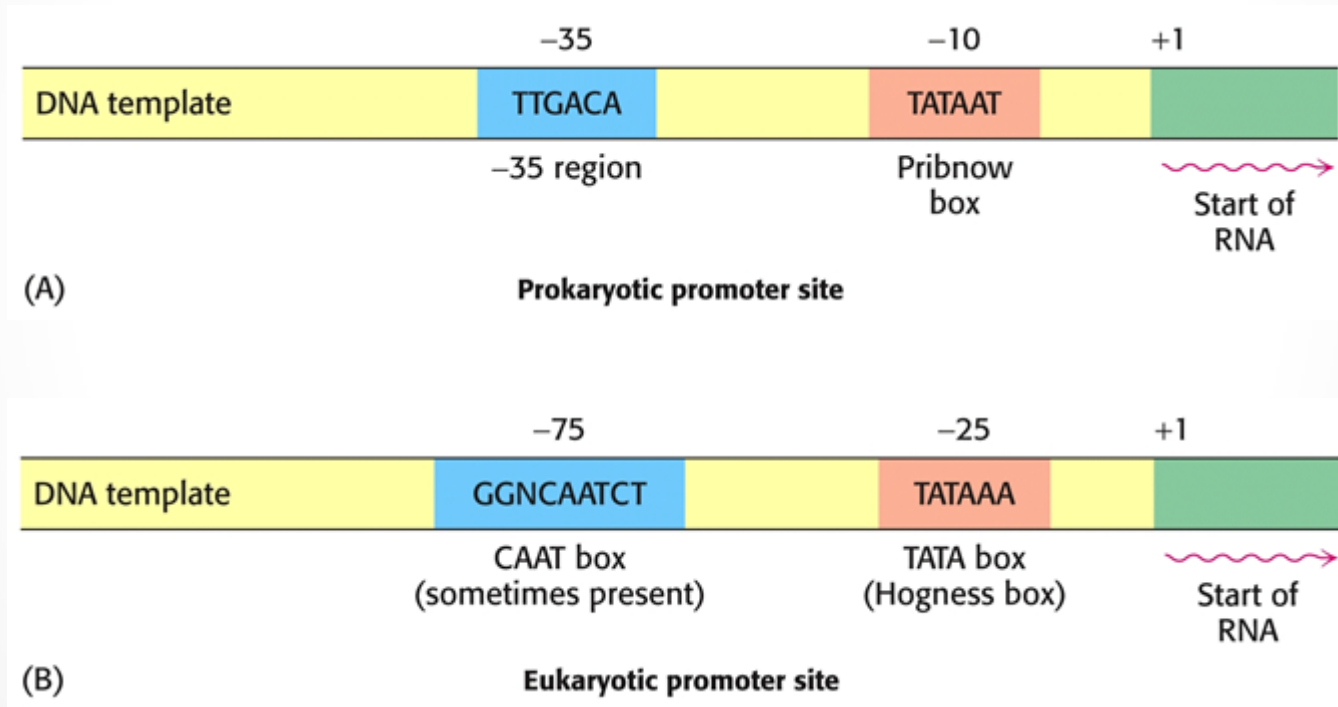 −35 −10 +1
DNA template TTGACA TATAAT
−35 region Pribnow
box
Start of
RNA
(A) Prokaryotic promoter site
−75 −25 +1
DNA template GGNCAATCT TATAAA
CAAT box TATA box
(sometimes present) (Hogness box)
Start of
RNA
(B) Eukaryotic promoter site